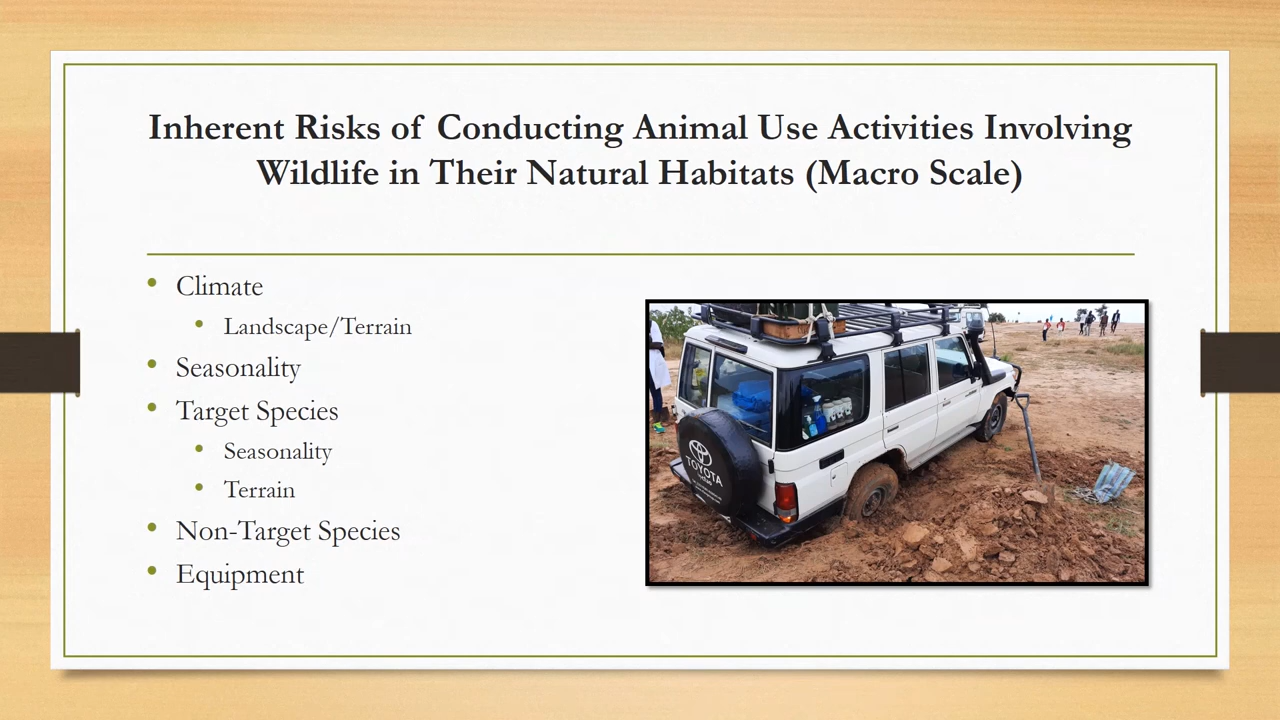 Inherent Risks of Conducting Animal Use Activities Involving
Wildlife in Their Natural Habitats (Macro Scale)
• Climate
• Landscape/Terrain
• Seasonality
• Target Species
• Seasonality
• Terrain
• Non-Target Species
• Equipment
TOYOTA